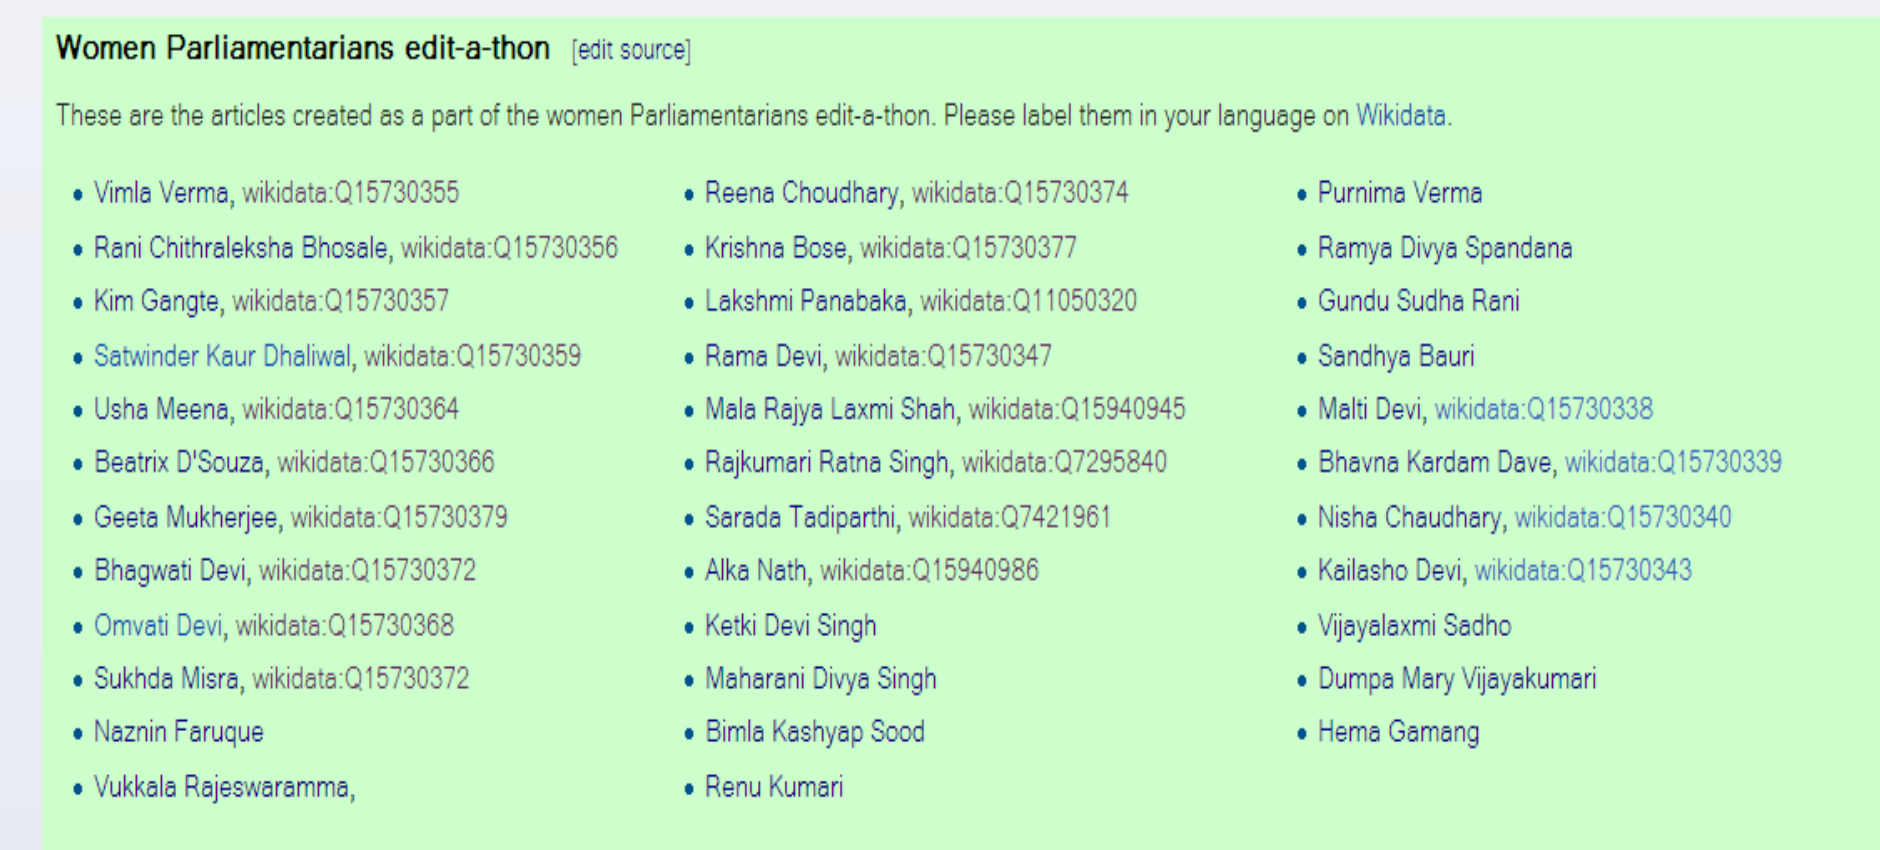 Women Parliamentarians edit-a-thon [edit source]
These are the articles created as a part of the women Parliamentarians edit-a-thon. Please label them in your language on Wikidata.
• Vimla Verma, wikidata:Q15730355
• Rani Chithraleksha Bhosale, wikidata:Q15730356
• Kim Gangte, wikidata:Q15730357
• Satwinder Kaur Dhaliwal, wikidata:Q15730359
• Usha Meena, wikidata:Q15730364
• Beatrix D'Souza, wikidata:Q15730366
• Geeta Mukherjee, wikidata:Q15730379
• Bhagwati Devi, wikidata:Q15730372
• Omvati Devi, wikidata:Q15730368
• Sukhda Misra, wikidata:Q15730372
• Naznin Faruque
• Vukkala Rajeswaramma,
• Reena Choudhary, wikidata:Q15730374
• Krishna Bose, wikidata:Q15730377
• Lakshmi Panabaka, wikidata:Q11050320
• Rama Devi, wikidata:Q15730347
• Mala Rajya Laxmi Shah, wikidata:Q15940945
• Rajkumari Ratna Singh, wikidata:Q7295840
• Sarada Tadiparthi, wikidata:Q7421961
• Alka Nath, wikidata:Q15940986
• Ketki Devi Singh
• Maharani Divya Singh
• Bimla Kashyap Sood
• Renu Kumari
• Purnima Verma
• Ramya Divya Spandana
• Gundu Sudha Rani
• Sandhya Bauri
• Malti Devi, wikidata:Q15730338
• Bhavna Kardam Dave, wikidata:Q15730339
• Nisha Chaudhary, wikidata:Q15730340
• Kailasho Devi, wikidata:Q15730343
• Vijayalaxmi Sadho
• Dumpa Mary Vijayakumari
• Hema Gamang